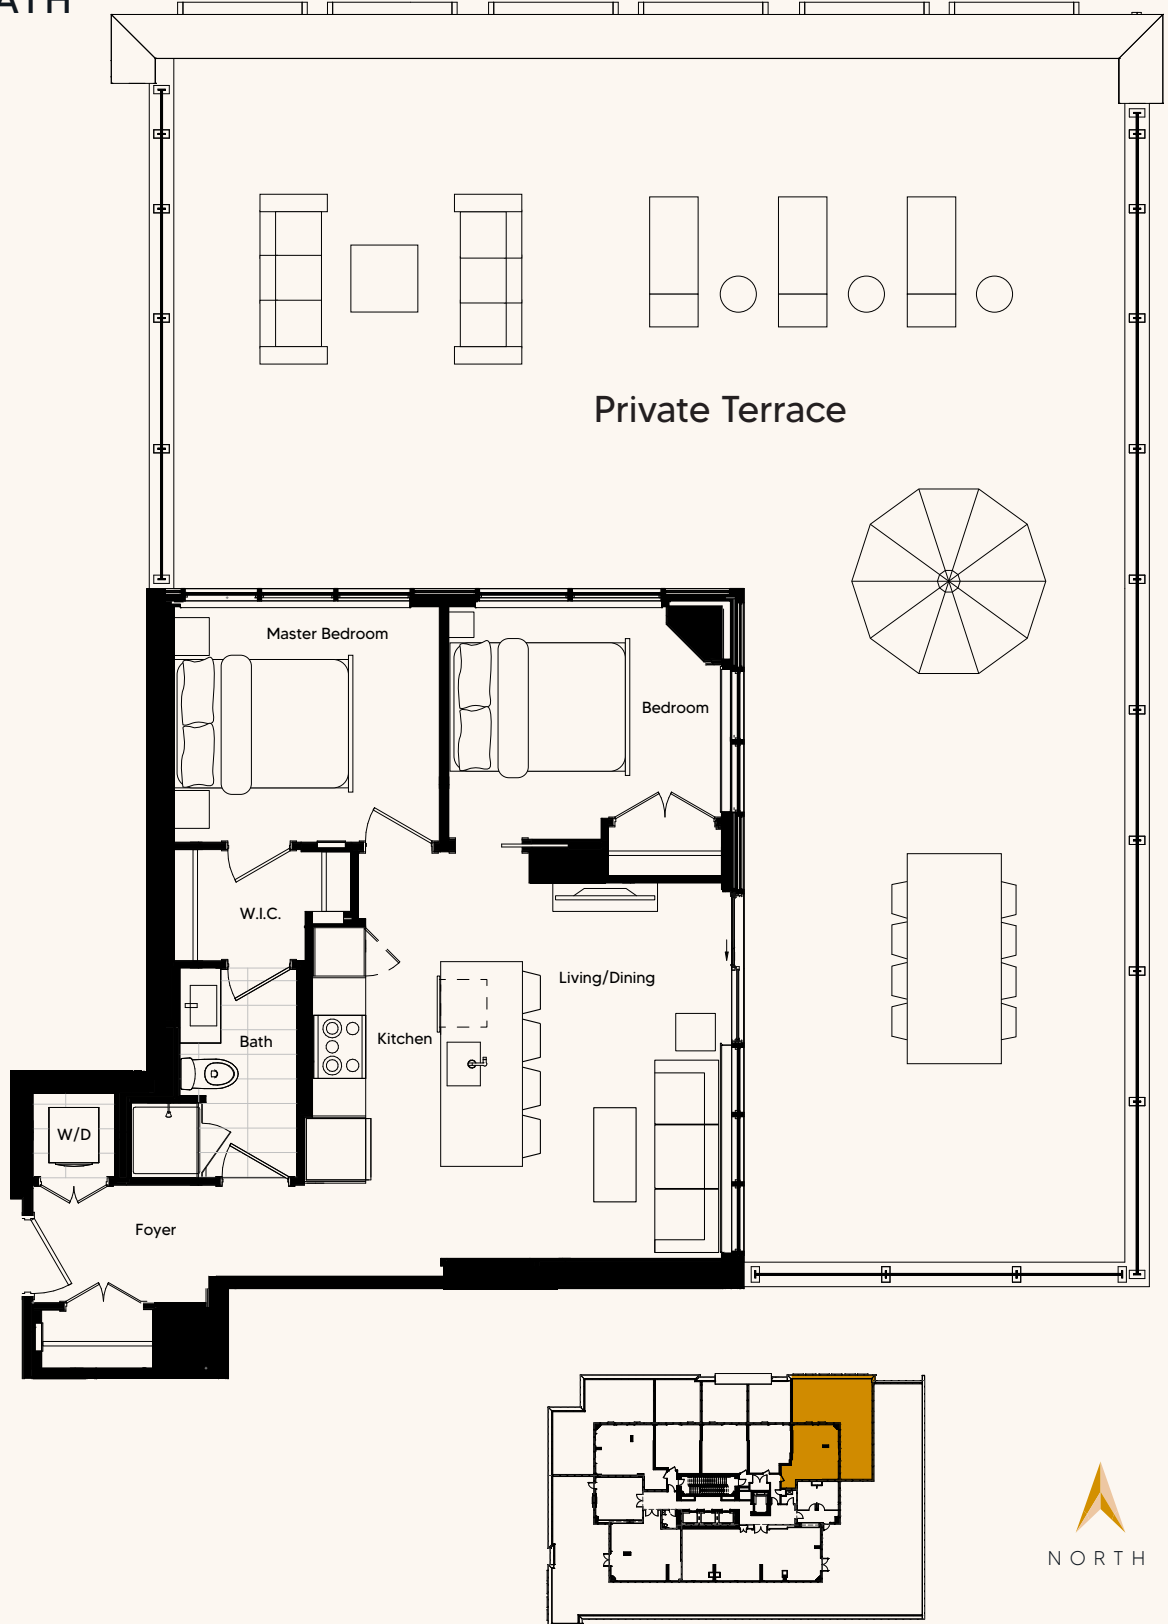 Private Terrace
Master Bedroom
Bedroom
W.I.C.
Living/Dining
Kitchen
Bath
W/D
Foyer
NORTH